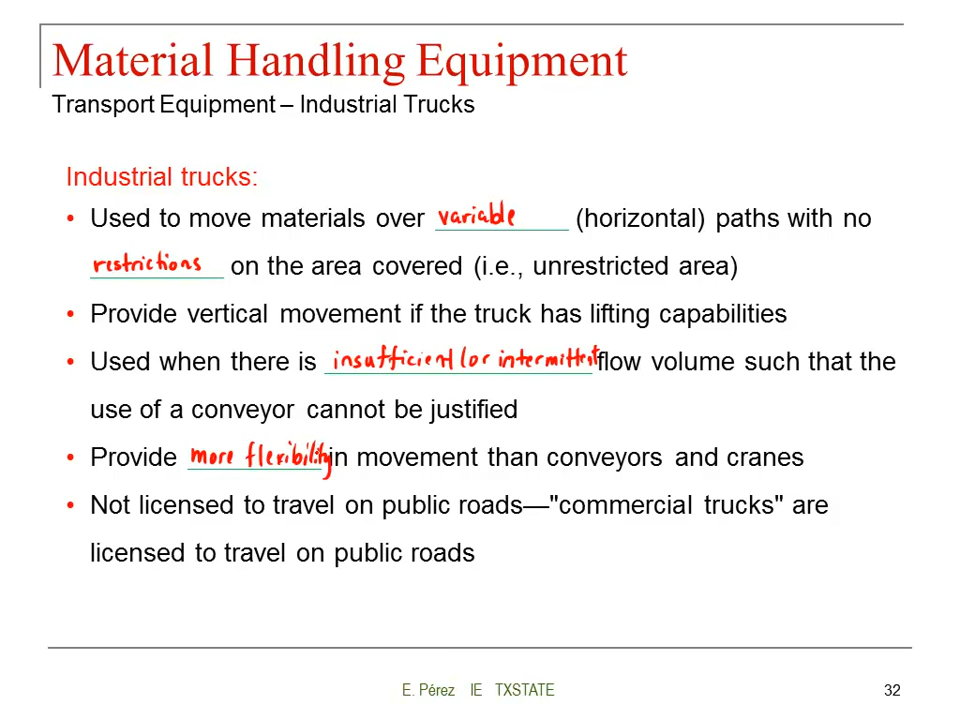 Material Handling Equipment
Transport Equipment – Industrial Trucks
Industrial trucks:
• Used to move materials over variable (horizontal) paths with no
restrictions on the area covered (i.e., unrestricted area)
• Provide vertical movement if the truck has lifting capabilities
• Used when there is insufficient (or intermittent flow volume such that the
use of a conveyor cannot be justified
• Provide more flexibility in movement than conveyors and cranes
• Not licensed to travel on public roads—"commercial trucks" are
licensed to travel on public roads
E. Pérez IE TXSTATE
32